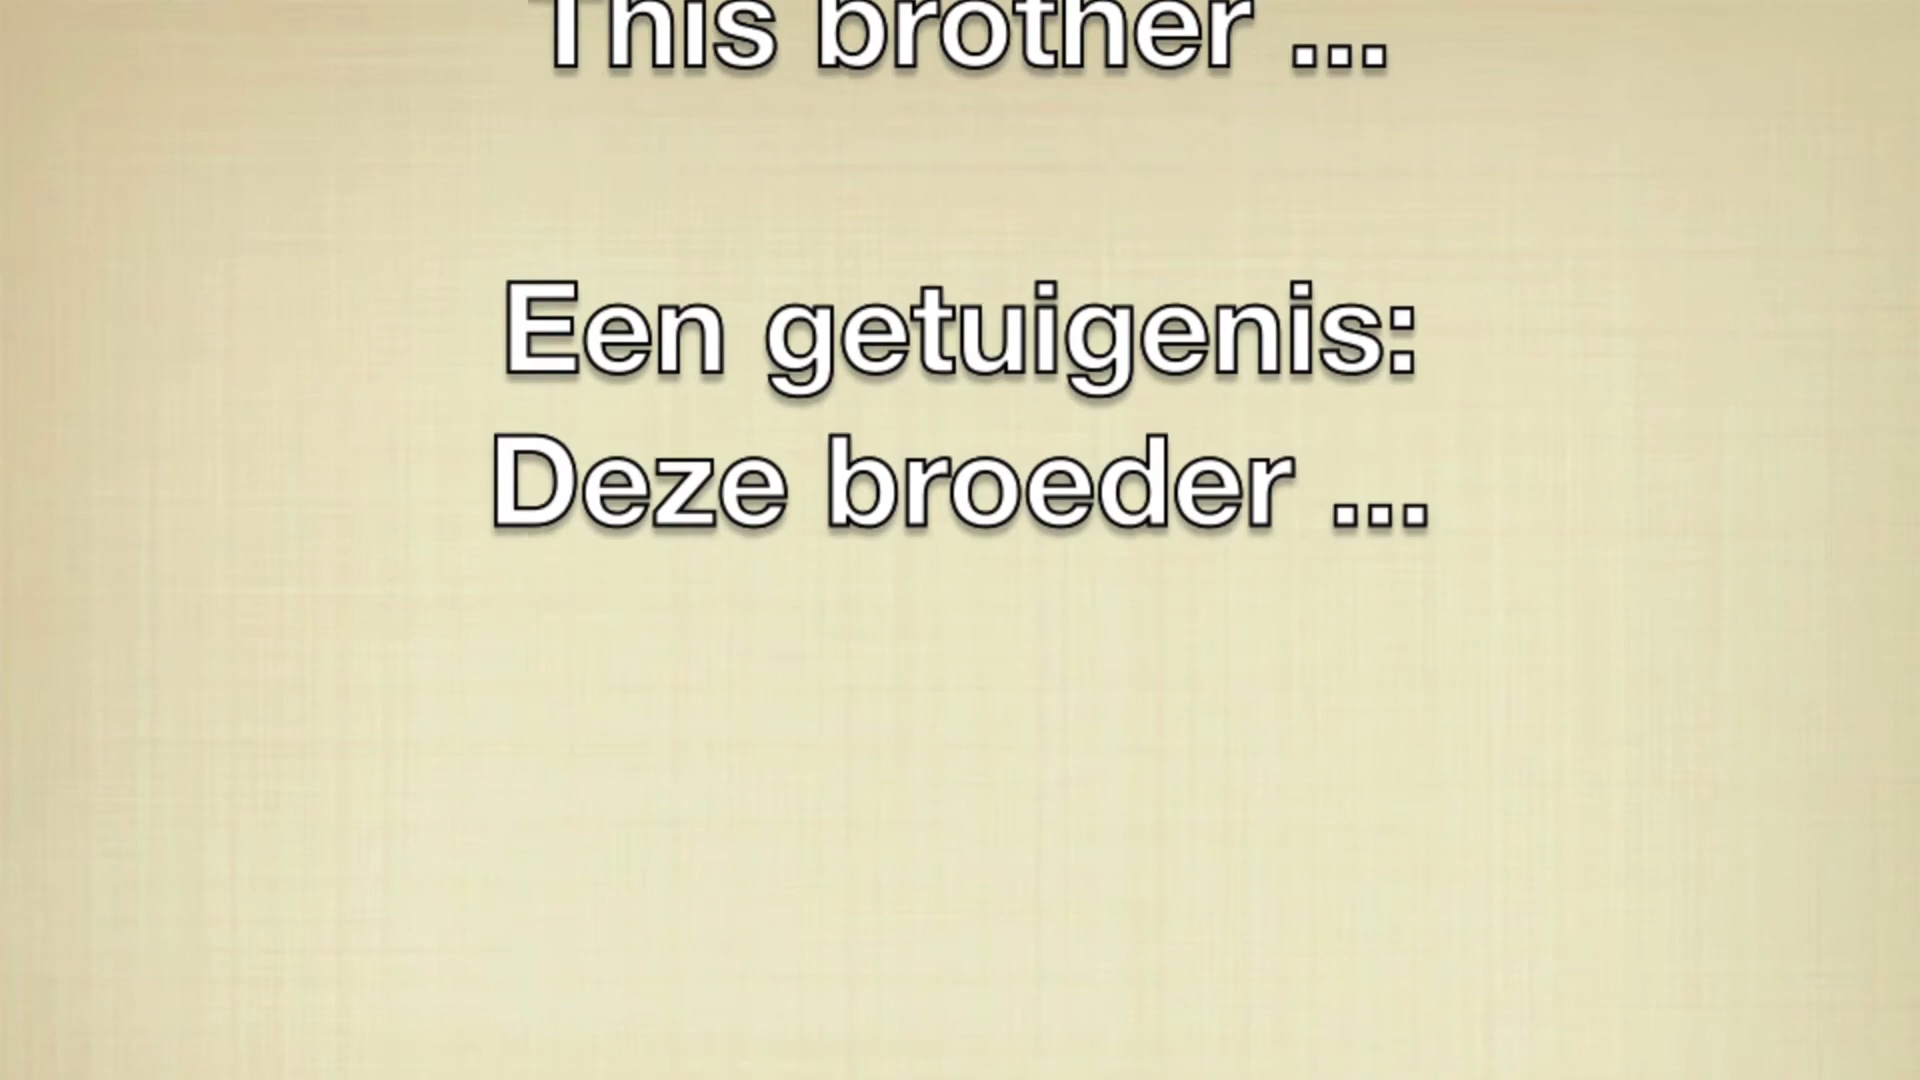 This brother ...
Een getuigenis:
Deze broeder ...